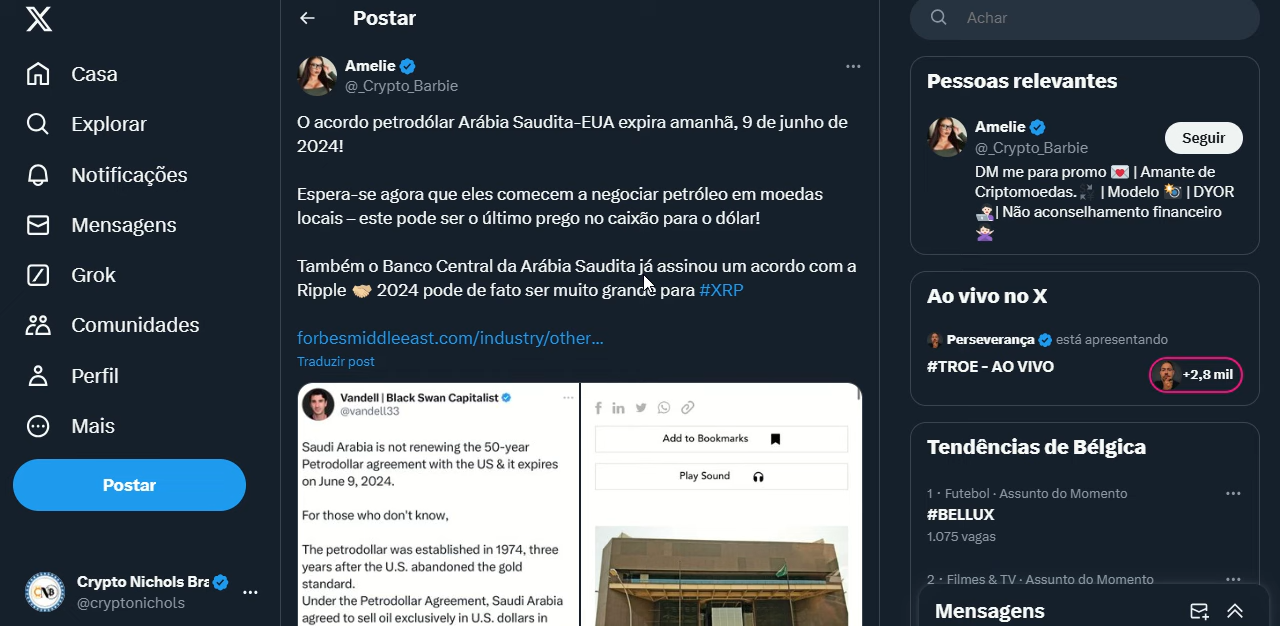 Postar
Achar
Casa
Explorar
Notificações
Mensagens
Grok
Comunidades
Perfil
Mais
Postar
Crypto Nichols Bra
@cryptonichols
Amelie
@_Crypto_Barbie
O acordo petrodólar Arábia Saudita-EUA expira amanhã, 9 de junho de
2024!
Espera-se agora que eles comecem a negociar petróleo em moedas
locais – este pode ser o último prego no caixão para o dólar!
Também o Banco Central da Arábia Saudita já assinou um acordo com a
Ripple 🤝 2024 pode de fato ser muito grande para #XRP
forbesmiddleeast.com/industry/other...
Traduzir post
Vandell | Black Swan Capitalist
@vandell33
Saudi Arabia is not renewing the 50-year
Petrodollar agreement with the US & it expires
on June 9, 2024.
For those who don't know,
The petrodollar was established in 1974, three
years after the U.S. abandoned the gold
standard.
Under the Petrodollar Agreement, Saudi Arabia
agreed to sell oil exclusively in U.S. dollars in
Add to Bookmarks
Play Sound
Pessoas relevantes
Amelie
@_Crypto_Barbie
Seguir
DM me para promo 💌 | Amante de
Criptomoedas. | Modelo 📸 | DYOR
👩🏻‍💻 | Não aconselhamento financeiro
🙅🏻‍♀️
Ao vivo no X
Perseverança está apresentando
#TROE - AO VIVO
+2,8 mil
Tendências de Bélgica
1 · Futebol · Assunto do Momento
#BELLUX
1.075 vagas
2 · Filmes & TV · Assunto do Momento
Mensagens